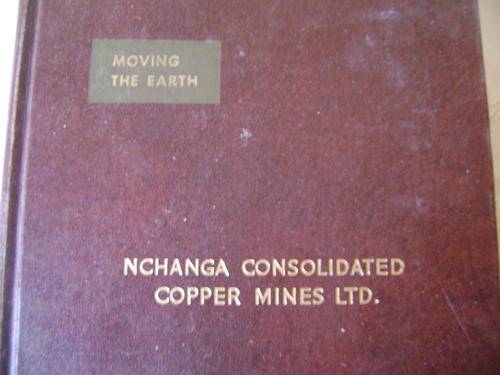 MOVING
THE EARTH
NCHANGA CONSOLIDATED
COPPER MINES LTD.